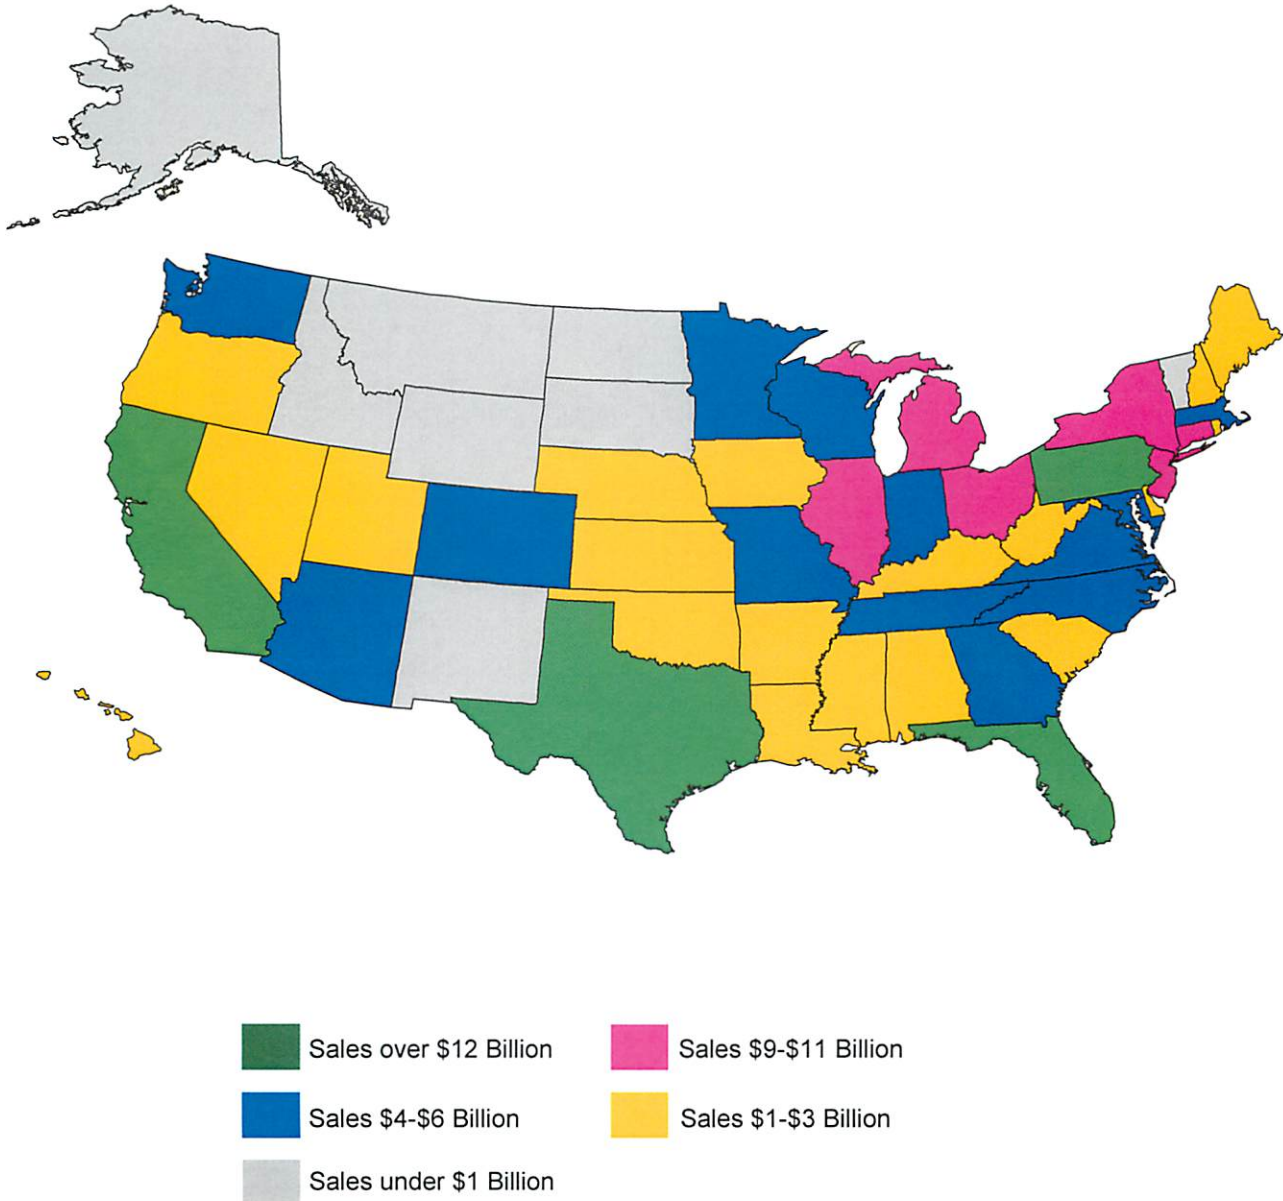 Sales over $12 Billion
Sales $9-$11 Billion
Sales $4-$6 Billion
Sales $1-$3 Billion
Sales under $1 Billion